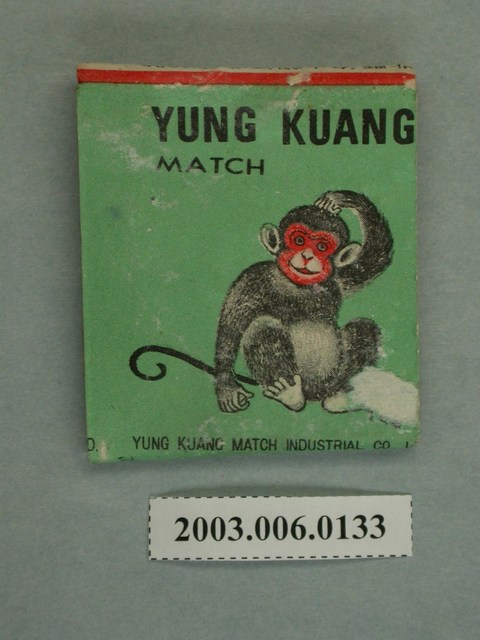 YUNG KUANG
MATCH
O. YUNG KUANG MATCH INDUSTRIAL CO
2003.006.0133